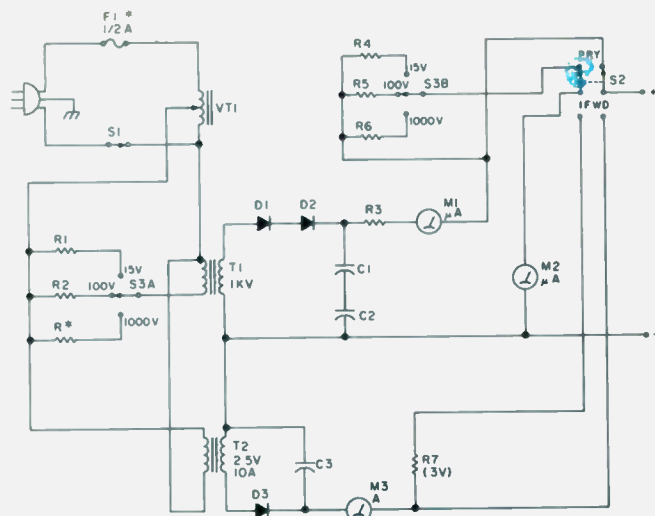 F1 *
1/2 A
VT1
S1
R4
15V
R5
100V
S3B
R6
1000V
PRV
S2
1FWD
D1
D2
R3
M1
µA
M2
µA
R1
15V
R2
100V
S3A
R*
1000V
T1
1KV
C1
C2
T2
2.5V
10A
C3
D3
M3
A
R7
(3V)